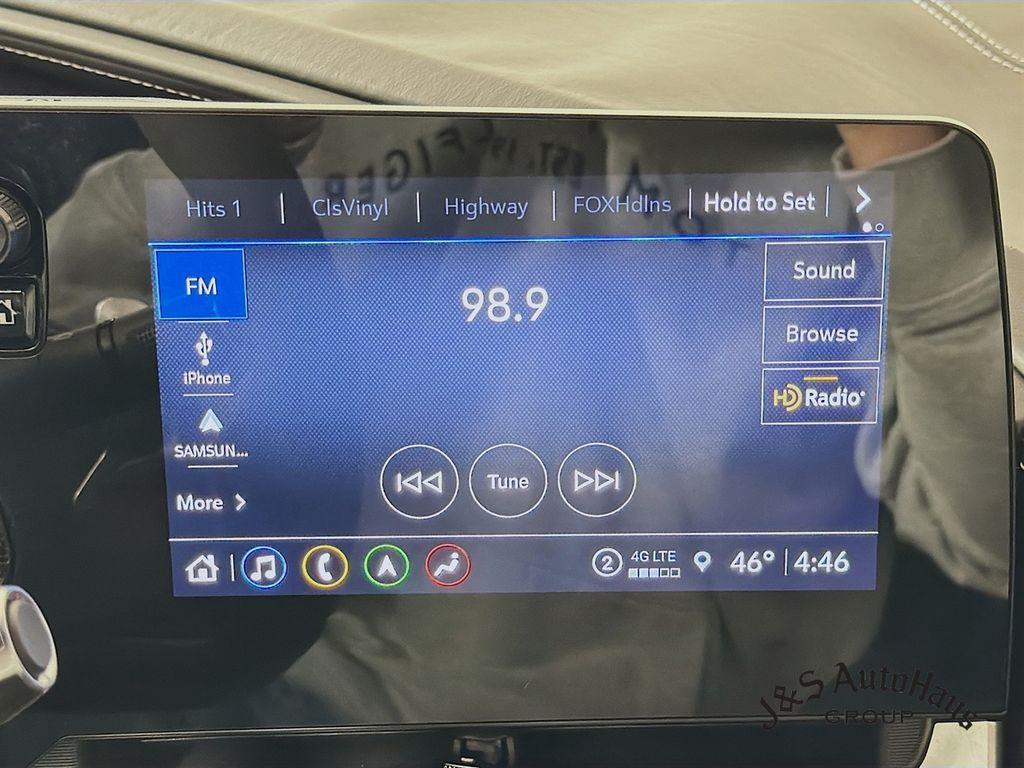 Hits 1 | ClsVinyl | Highway | FOXHdlns | Hold to Set |
FM
98.9
Sound
iPhone
Browse
HD Radio
SAMSUN...
Tune
More
2 4G LTE 46° | 4:46
J&S AutoHaus
GROUP